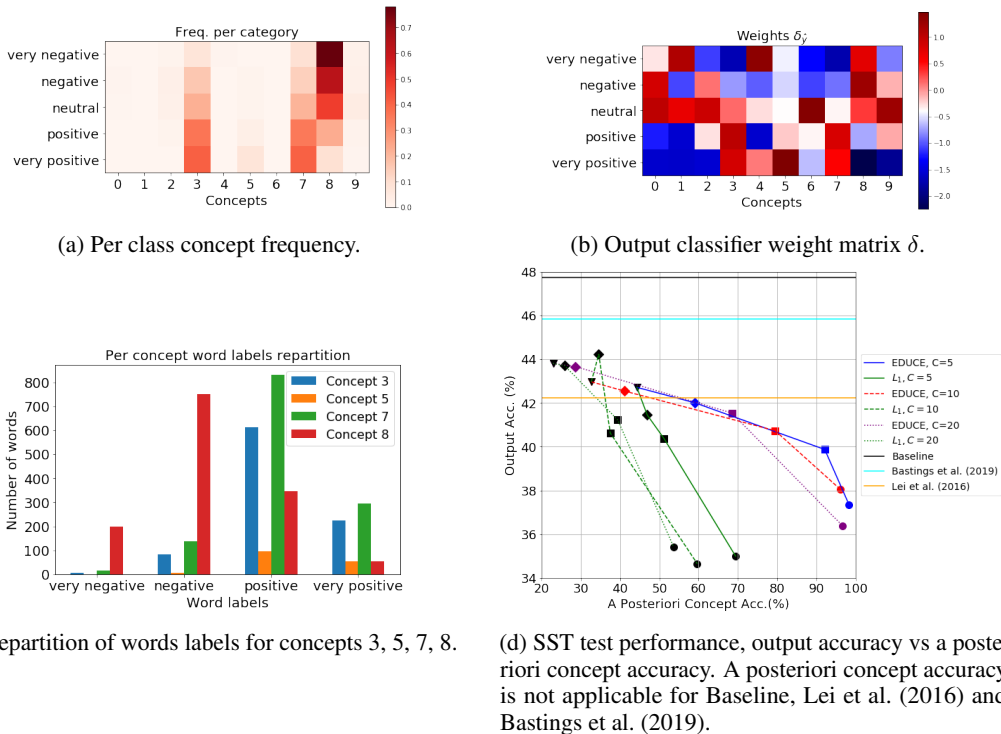 Freq. per category
very negative
negative
neutral
positive
very positive
0 1 2 3 4 5 6 7 8 9
Concepts
0.7
0.6
0.5
0.4
0.3
0.2
0.1
0.0
(a) Per class concept frequency.
Weights δŷ
very negative
negative
neutral
positive
very positive
0 1 2 3 4 5 6 7 8 9
Concepts
1.0
0.5
0.0
−0.5
−1.0
−1.5
−2.0
(b) Output classifier weight matrix δ.
Per concept word labels repartition
Number of words
800
700
600
500
400
300
200
100
0
Concept 3
Concept 5
Concept 7
Concept 8
very negative negative positive very positive
Word labels
epartition of words labels for concepts 3, 5, 7, 8.
Output Acc. (%)
48
46
44
42
40
38
36
34
20 30 40 50 60 70 80 90 100
A Posteriori Concept Acc.(%)
EDUCE, C=5
L1, C = 5
EDUCE, C=10
L1, C = 10
EDUCE, C=20
L1, C = 20
Baseline
Bastings et al. (2019)
Lei et al. (2016)
(d) SST test performance, output accuracy vs a poste-
riori concept accuracy. A posteriori concept accuracy
is not applicable for Baseline, Lei et al. (2016) and
Bastings et al. (2019).